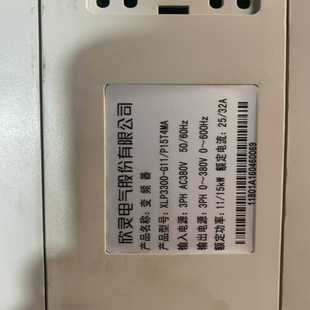 欣灵电气股份有限公司
产品名称：变频器
产品型号：XLP3300-G11/P15T4MA
输入电源：3PH AC380V 50/60Hz
输出电源：3PH 0～380V 0～600Hz
额定功率：11/15kW 额定电流：25/32A
11801A160460069